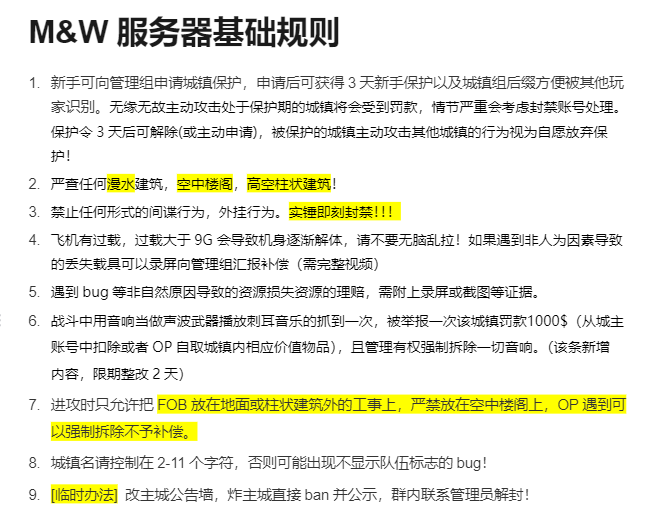 M&W 服务器基础规则
1. 新手可向管理组申请城镇保护，申请后可获得 3 天新手保护以及城镇组后缀方便被其他玩
家识别。无缘无故主动攻击处于保护期的城镇将会受到罚款，情节严重会考虑封禁账号处理。
保护令 3 天后可解除(或主动申请)，被保护的城镇主动攻击其他城镇的行为视为自愿放弃保
护！
2. 严查任何漫水建筑，空中楼阁，高空柱状建筑！
3. 禁止任何形式的间谍行为，外挂行为。实锤即刻封禁！！！
4. 飞机有过载，过载大于 9G 会导致机身逐渐解体，请不要无脑乱拉！如果遇到非人为因素导致
的丢失载具可以录屏向管理组汇报补偿（需完整视频）
5. 遇到 bug 等非自然原因导致的资源损失资源的理赔，需附上录屏或截图等证据。
6. 战斗中用音响当做声波武器播放刺耳音乐的抓到一次，被举报一次该城镇罚款1000$（从城主
账号中扣除或者 OP 自取城镇内相应价值物品），且管理有权强制拆除一切音响。（该条新增
内容，限期整改 2 天）
7. 进攻时只允许把 FOB 放在地面或柱状建筑外的工事上，严禁放在空中楼阁上，OP 遇到可
以强制拆除不予补偿。
8. 城镇名请控制在 2-11 个字符，否则可能出现不显示队伍标志的 bug！
9. [临时办法] 改主城公告墙，炸主城直接 ban 并公示，群内联系管理员解封！